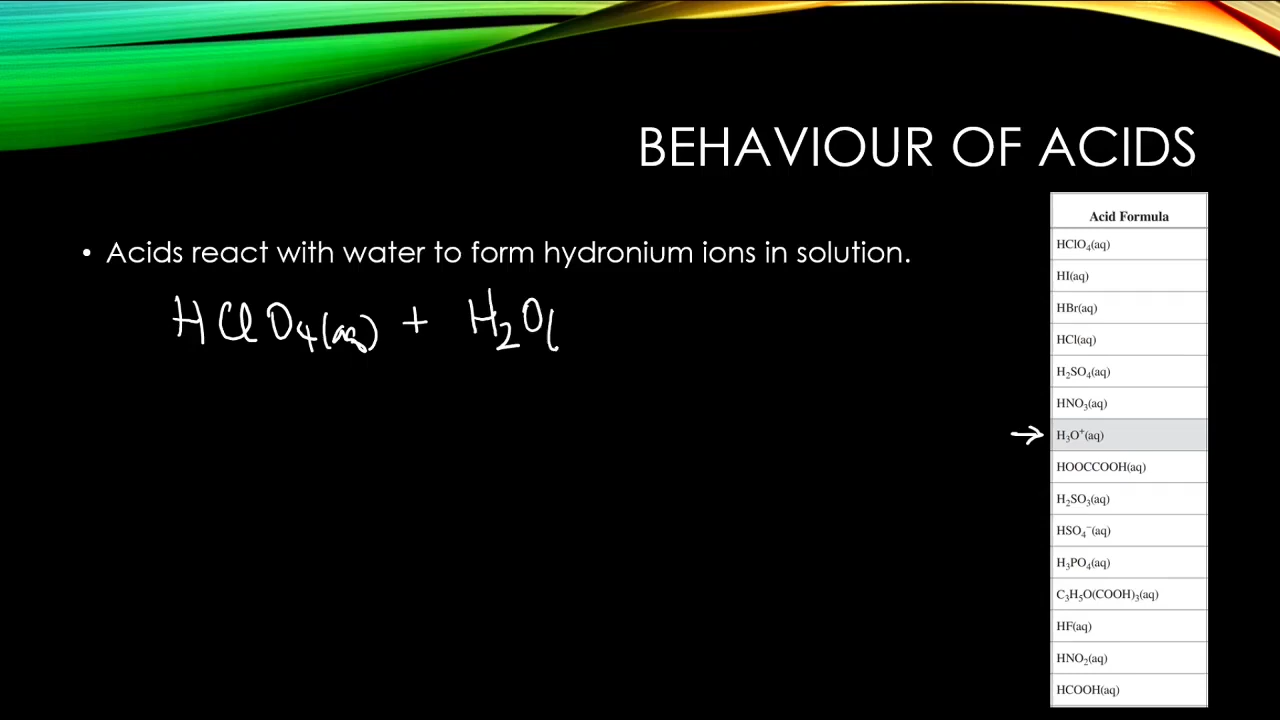 BEHAVIOUR OF ACIDS
• Acids react with water to form hydronium ions in solution.
HClO₄(aq) + H₂O(
Acid Formula
HClO₄(aq)
HI(aq)
HBr(aq)
HCl(aq)
H₂SO₄(aq)
HNO₃(aq)
→ H₃O⁺(aq)
HOOCCOOH(aq)
H₂SO₃(aq)
HSO₄⁻(aq)
H₃PO₄(aq)
C₃H₅O(COOH)₃(aq)
HF(aq)
HNO₂(aq)
HCOOH(aq)